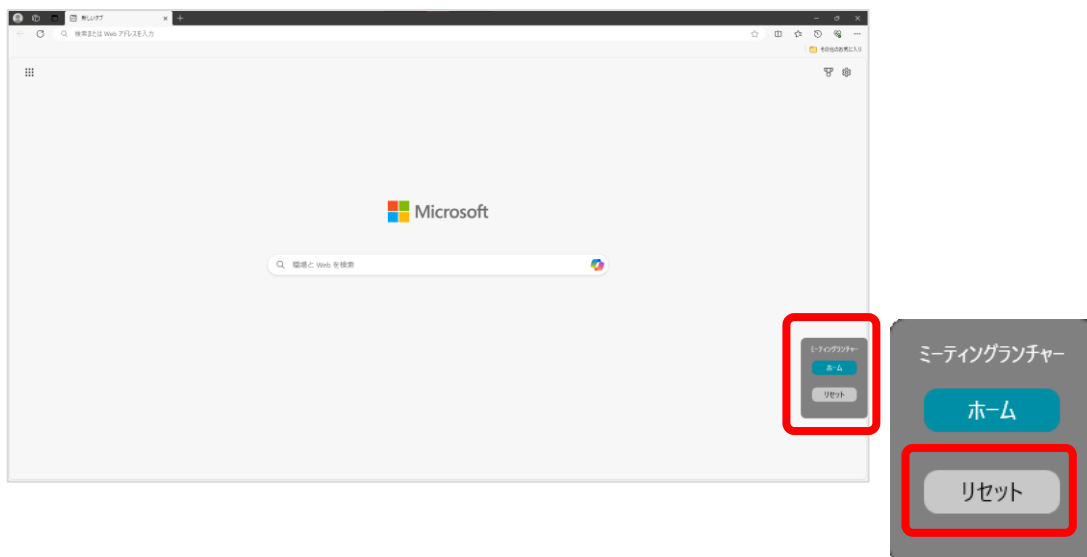 新しいタブ
検索または Web アドレスを入力
その他のお気に入り
Microsoft
職場と Web を検索
ミーティングランチャー
ホーム
リセット
ミーティングランチャー
ホーム
リセット